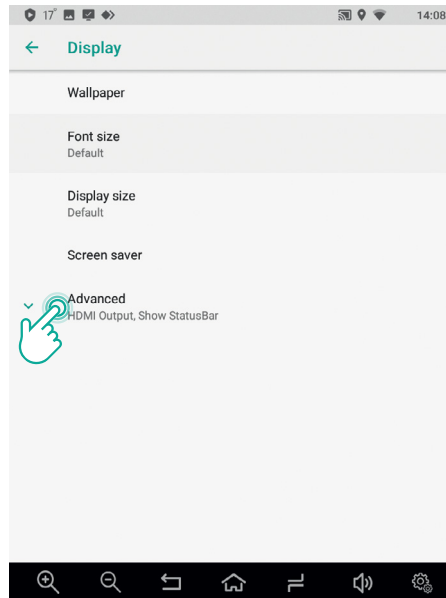 17° 14:08
Display
Wallpaper
Font size
Default
Display size
Default
Screen saver
Advanced
HDMI Output, Show StatusBar